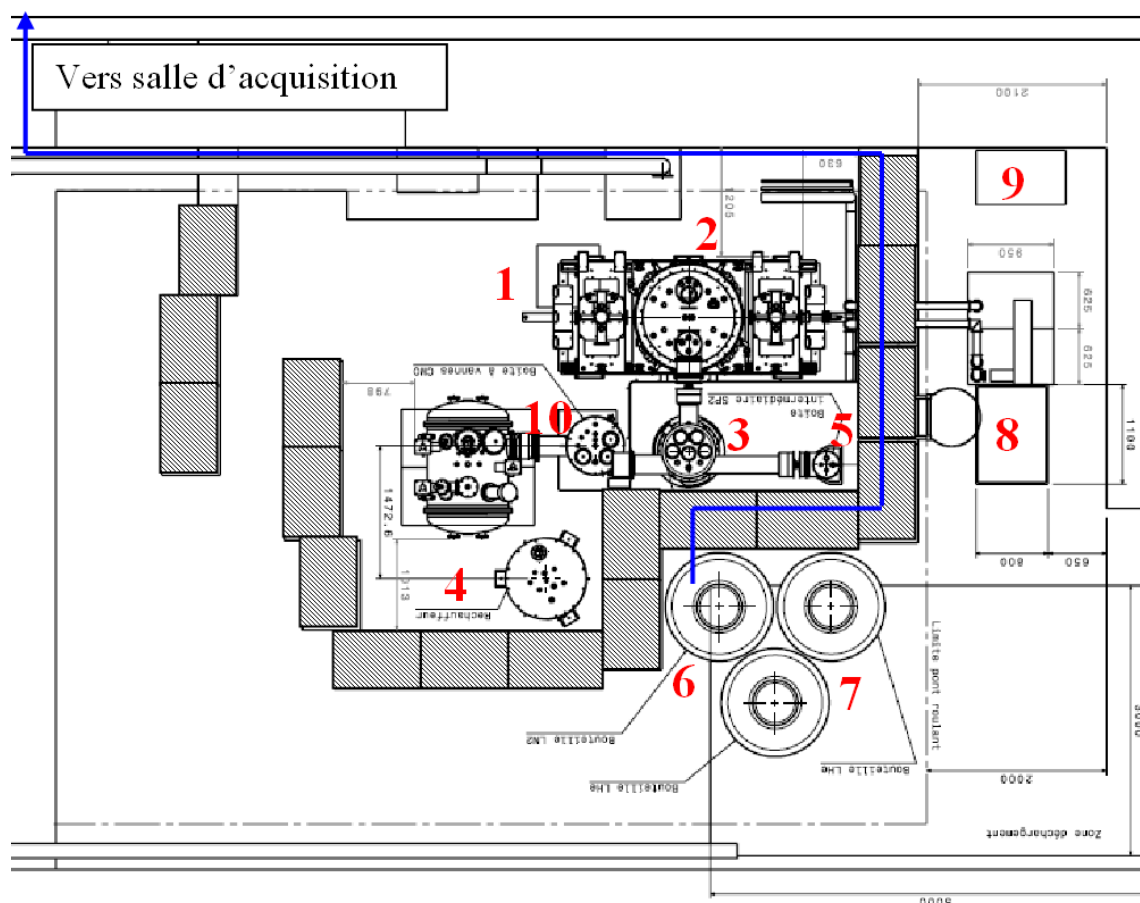 Vers salle d'acquisition
2100
9
630
1205
2
950
1
625
625
Boite à vannes CMO
798
Boite
intermédiaire SP2
10
3
5
8
1100
1472.6
4
1013
Rechauffeur
800
650
6
7
Bouteille LN2
Bouteille LHe
Bouteille LHe
Limite pont roulant
2000
Zone déchargement